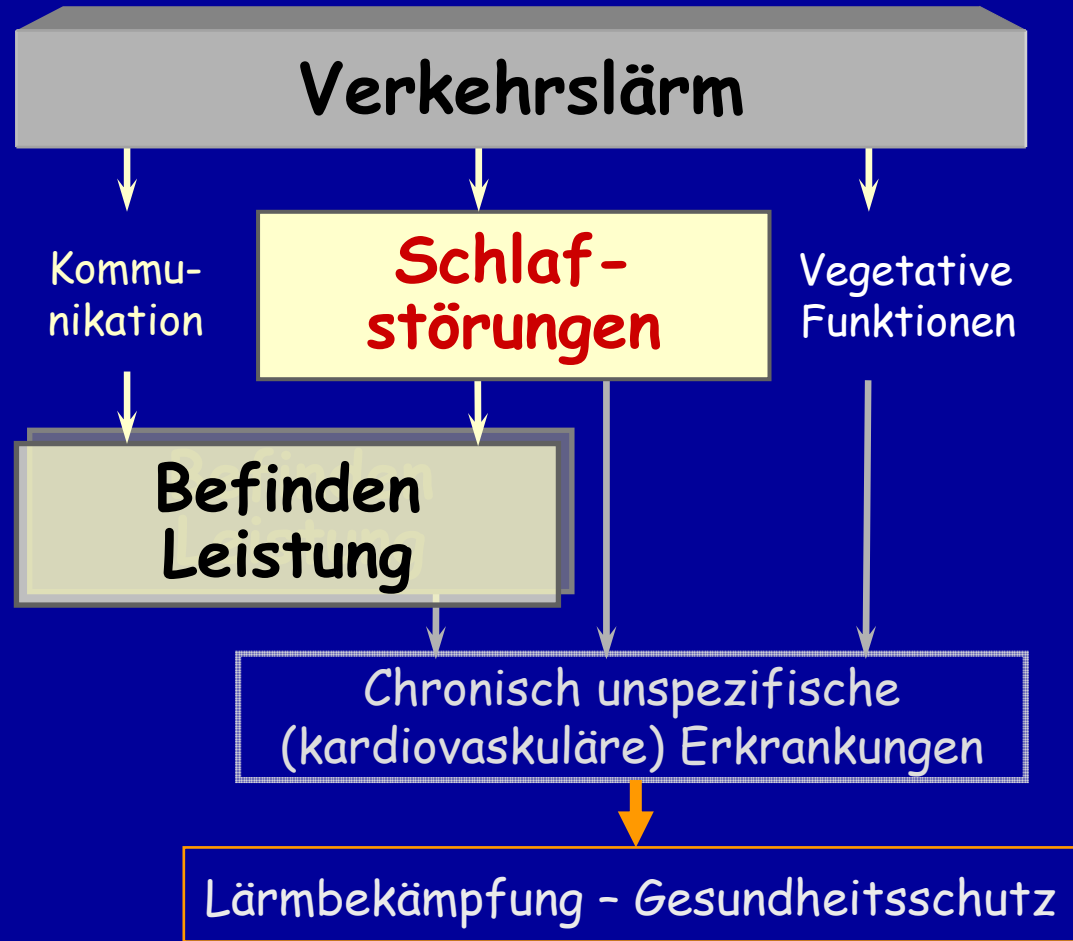 Verkehrslärm
Kommu-
nikation
Schlaf-
störungen
Vegetative
Funktionen
Befinden
Leistung
Chronisch unspezifische
(kardiovaskuläre) Erkrankungen
Lärmbekämpfung – Gesundheitsschutz